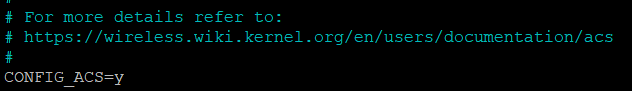 #
# For more details refer to:
# https://wireless.wiki.kernel.org/en/users/documentation/acs
#
CONFIG_ACS=y